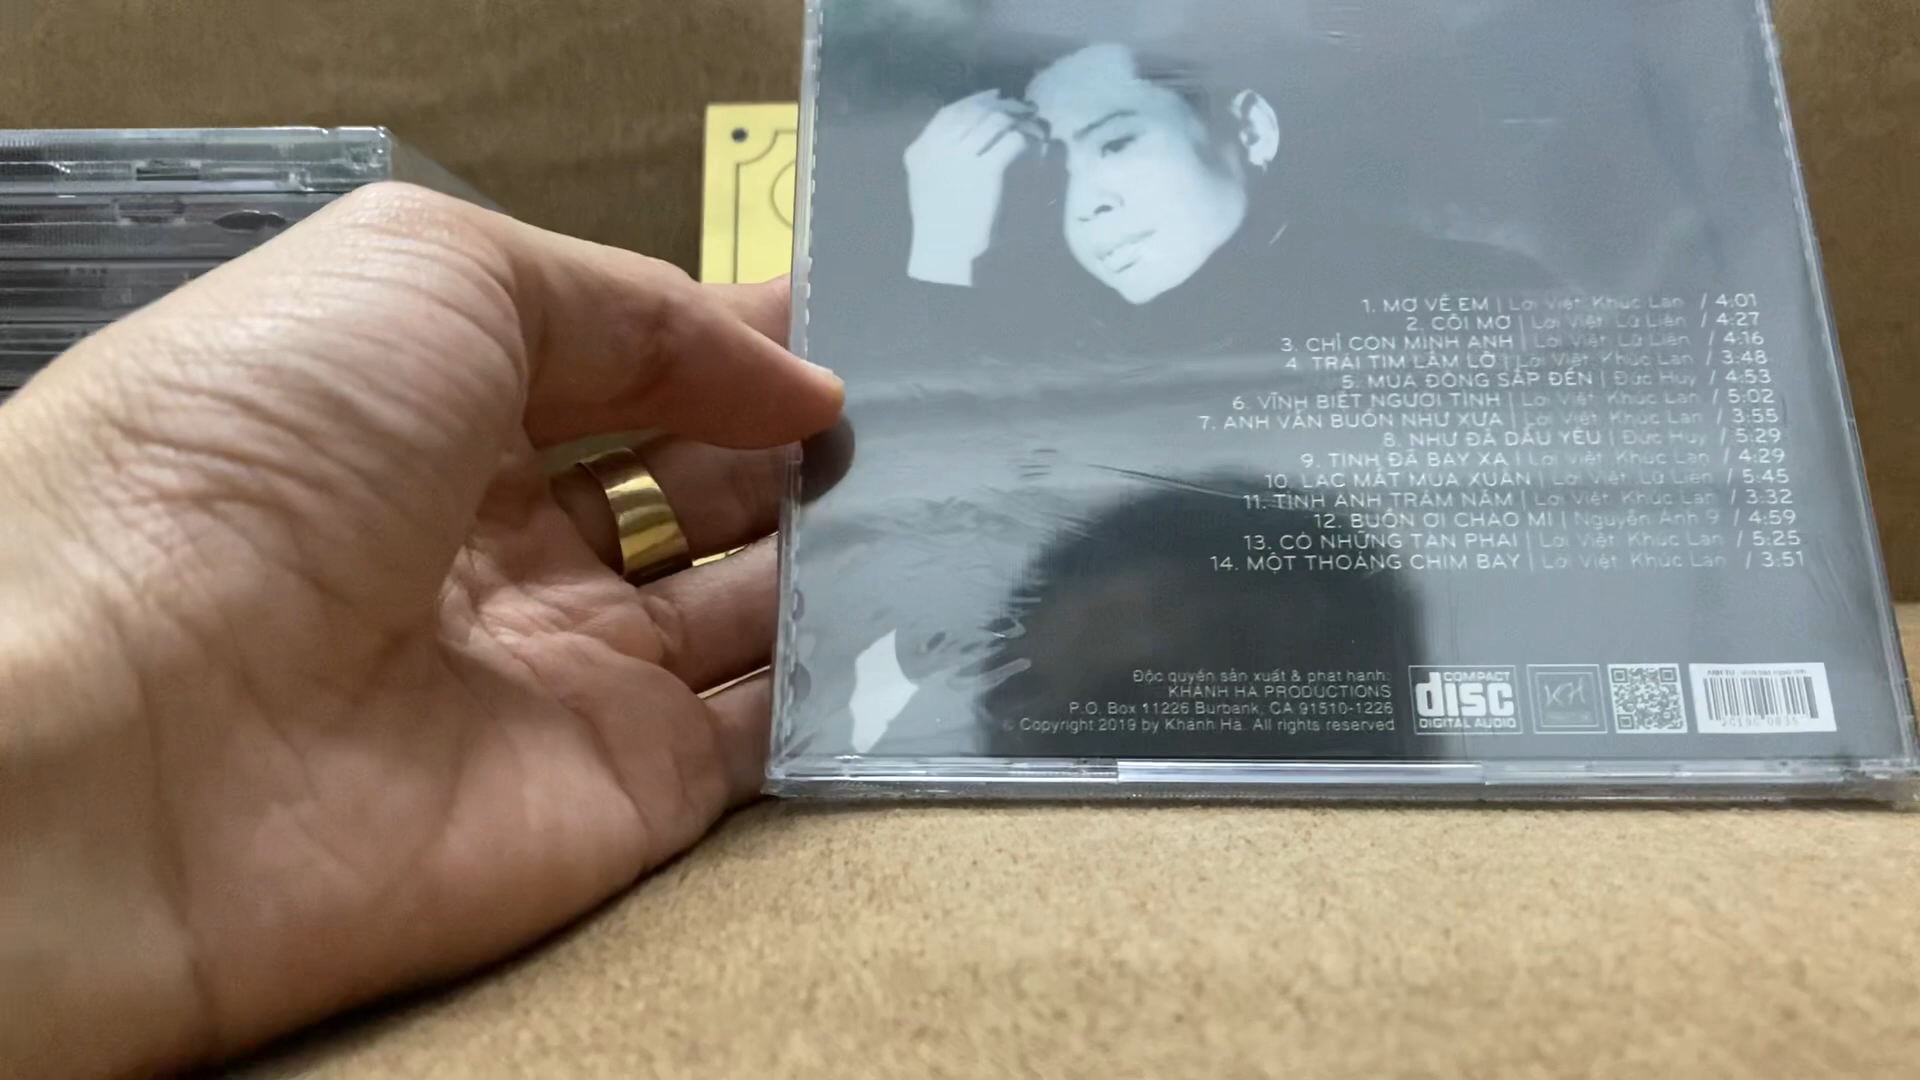 1. MƠ VỀ EM | Lời Việt: Khúc Lan / 4:01
2. CÕI MƠ | Lời Việt: Lữ Liên / 4:27
3. CHỈ CÒN MÌNH ANH | Lời Việt: Lữ Liên / 4:16
4. TRÁI TIM LẦM LỠ | Lời Việt: Khúc Lan / 3:48
5. MÙA ĐÔNG SẮP ĐẾN | Đức Huy / 4:53
6. VĨNH BIỆT NGƯỜI TÌNH | Lời Việt: Khúc Lan / 5:02
7. ANH VẪN BUỒN NHƯ XƯA | Lời Việt: Khúc Lan / 3:55
8. NHƯ ĐÃ DẤU YÊU | Đức Huy / 5:29
9. TÌNH ĐÃ BAY XA | Lời Việt: Khúc Lan / 4:29
10. LẠC MẤT MÙA XUÂN | Lời Việt: Lữ Liên / 5:45
11. TÌNH ANH TRĂM NĂM | Lời Việt: Khúc Lan / 3:32
12. BUỒN ƠI CHÀO MI | Nguyễn Ánh 9 / 4:59
13. CÓ NHỮNG TÀN PHAI | Lời Việt: Khúc Lan / 5:25
14. MỘT THOÁNG CHIM BAY | Lời Việt: Khúc Lan / 3:51
Độc quyền sản xuất & phát hành:
KHÁNH HÀ PRODUCTIONS
P.O. Box 11226 Burbank, CA 91510-1226
© Copyright 2019 by Khánh Hà. All rights reserved
COMPACT
disc
DIGITAL AUDIO
KH